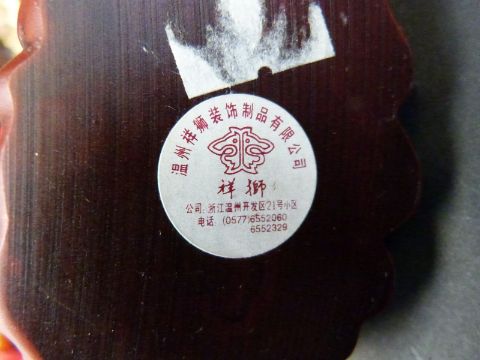 温州祥狮装饰制品有限公司
祥狮
公司:浙江温州开发区21号小区
电话:(0577)6552060
6552329